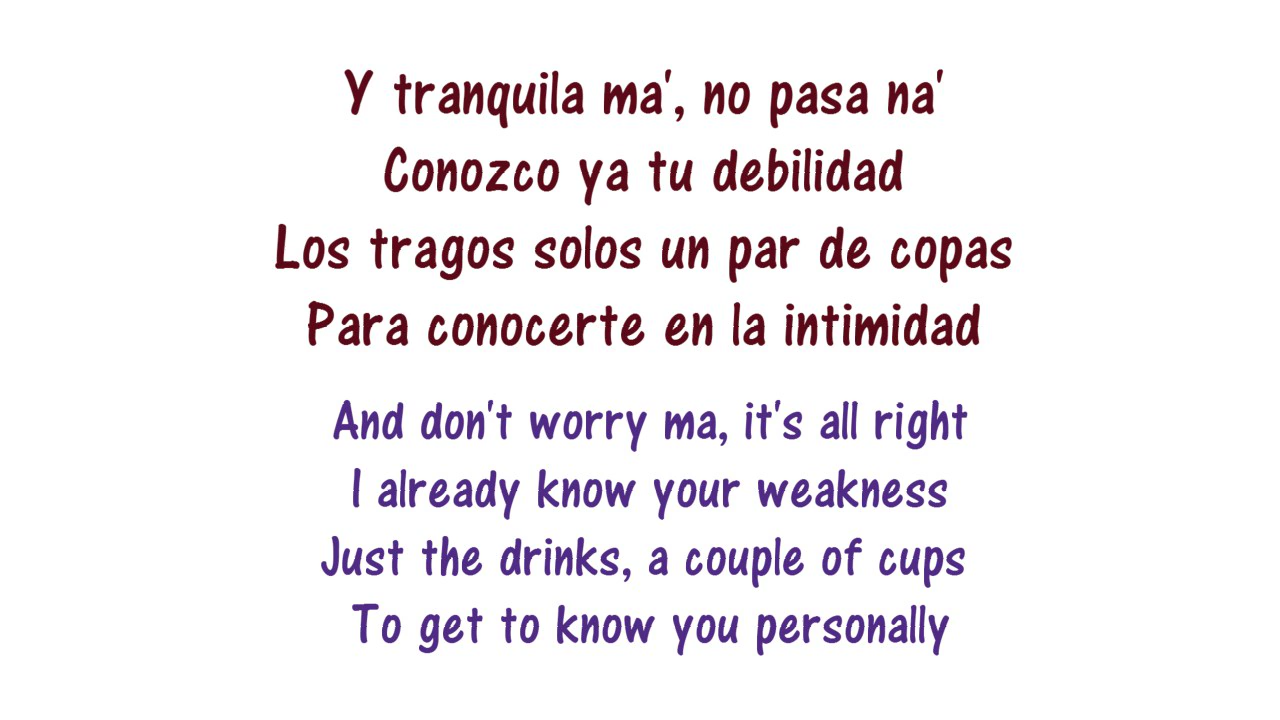 Y tranquila ma', no pasa na'
Conozco ya tu debilidad
Los tragos solos un par de copas
Para conocerte en la intimidad
And don't worry ma, it's all right
I already know your weakness
Just the drinks, a couple of cups
To get to know you personally